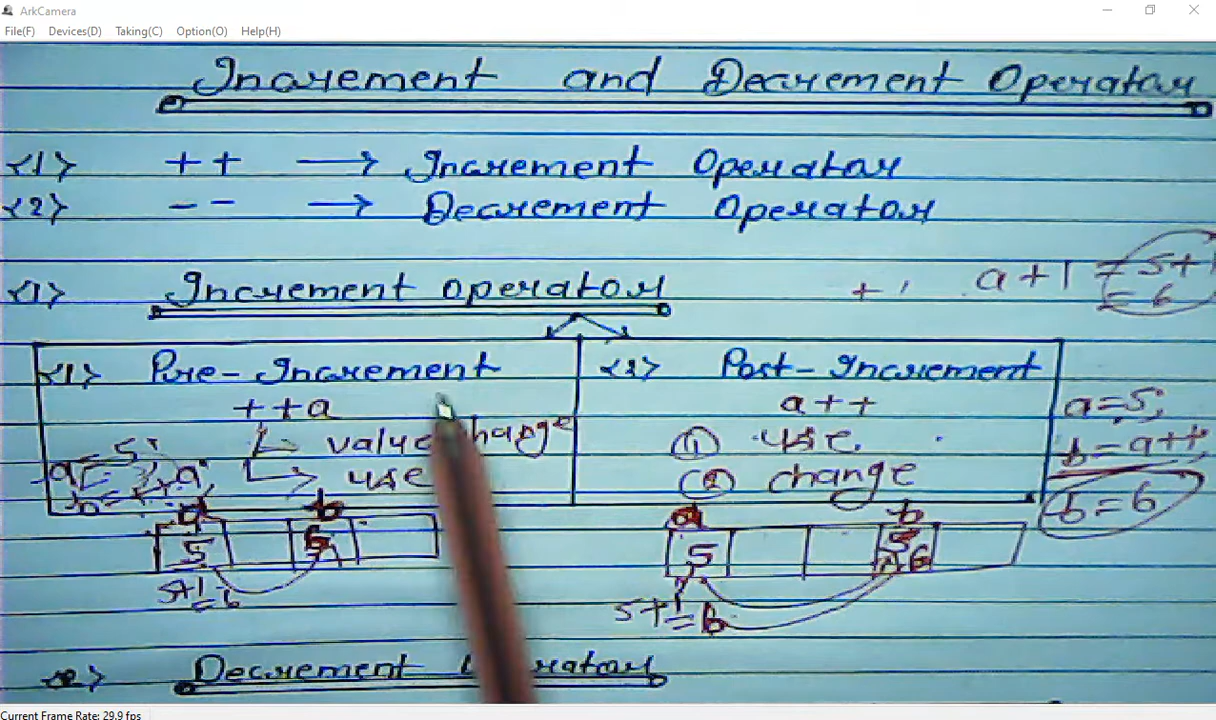 ArkCamera
File(F) Devices(D) Taking(C) Option(O) Help(H)
Increment and Decrement Operator
<1> ++ → Increment Operator
<2> -- → Decrement Operator
<1> Increment operator
a+1 = 5+1
= 6
<1> Pre-Increment
++a
→ value change
→ use
<2> Post-Increment
a++
① use.
② change
a=5;
b=a++;
b=6
a b
5 6
5+1=6
a b
5 5 6
5+1=6
<2> Decrement
Current Frame Rate: 29.9 fps